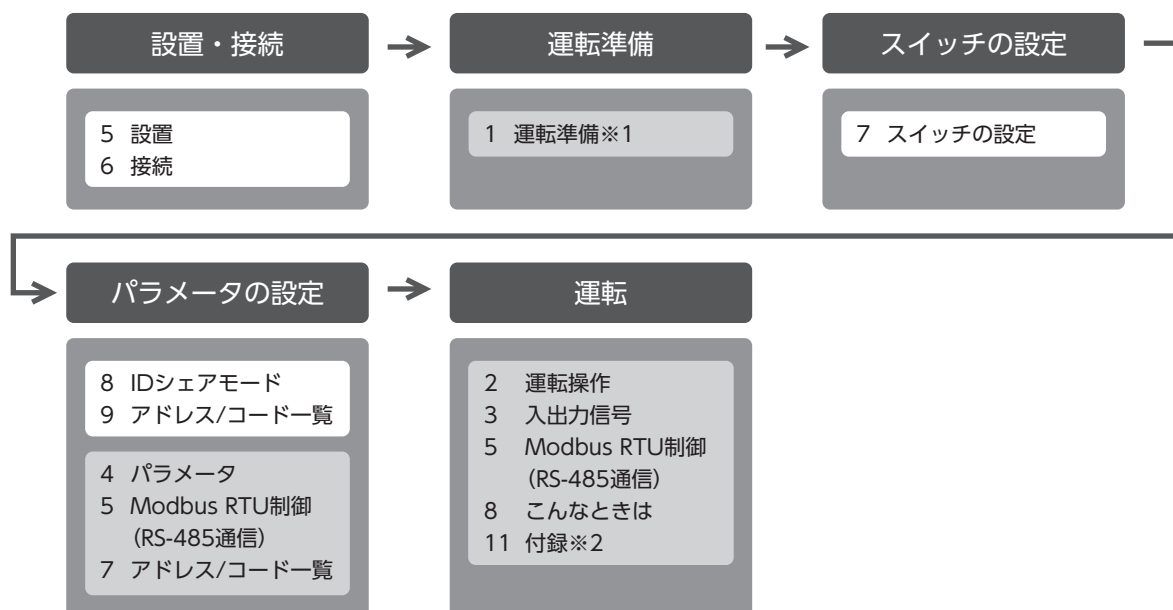 設置・接続
運転準備
スイッチの設定
5 設置
6 接続
1 運転準備※1
7 スイッチの設定
パラメータの設定
運転
8 IDシェアモード
9 アドレス/コード一覧
4 パラメータ
5 Modbus RTU制御
(RS-485通信)
7 アドレス/コード一覧
2 運転操作
3 入出力信号
5 Modbus RTU制御
(RS-485通信)
8 こんなときは
11 付録※2